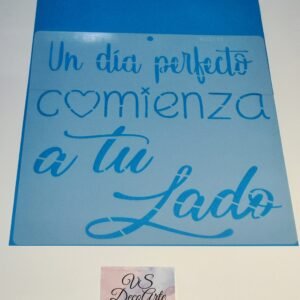 Un día perfecto
comienza
a tu
Lado
VS
DecoArte